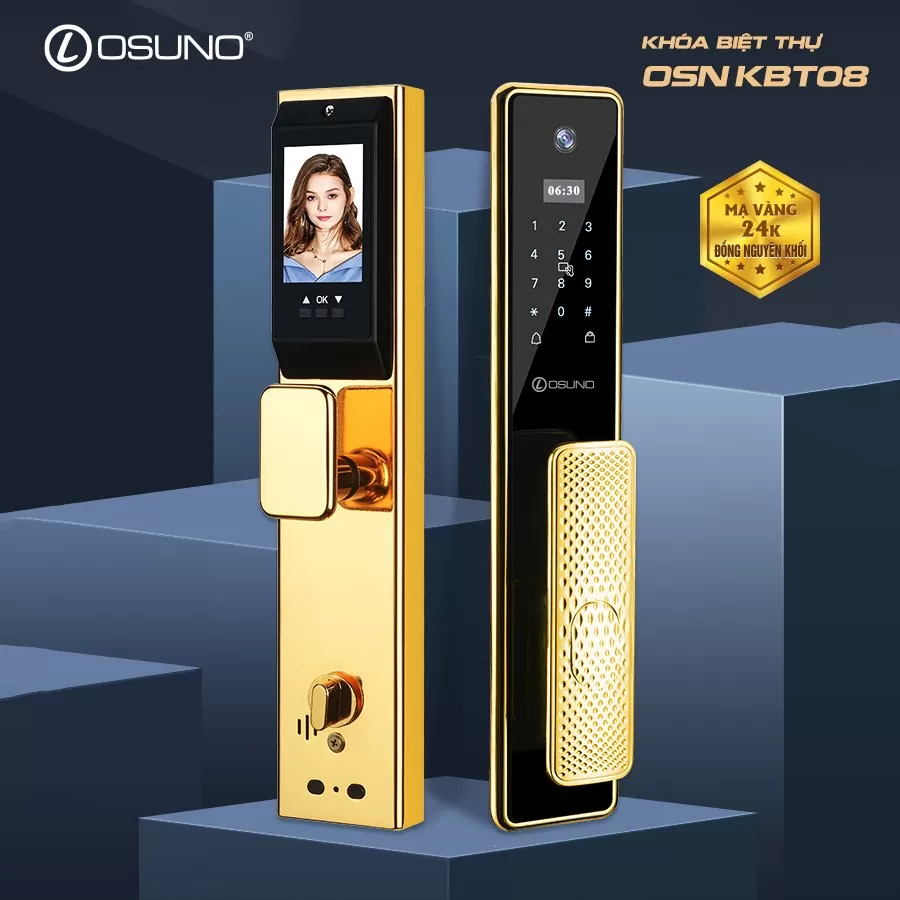 OSUNO®
KHÓA BIỆT THỰ
OSN KBT08
MẠ VÀNG
24K
ĐỒNG NGUYÊN KHỐI
06:30
1 2 3
4 5 6
7 8 9
* 0 #
▲ OK ▼
OSUNO